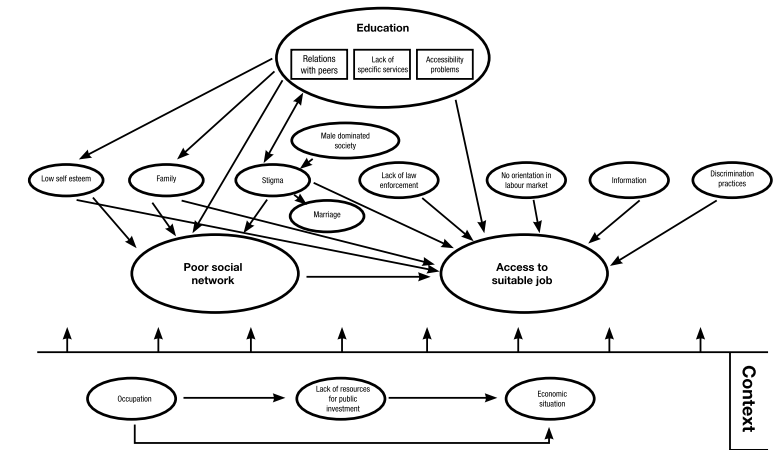 Education
Relations
with peers
Lack of
specific services
Accessibility
problems
Male dominated
society
Low self esteem
Family
Stigma
Lack of law
enforcement
No orientation in
labour market
Information
Discrimination
practices
Marriage
Poor social
network
Access to
suitable job
Occupation
Lack of resources
for public
investment
Economic
situation
Context